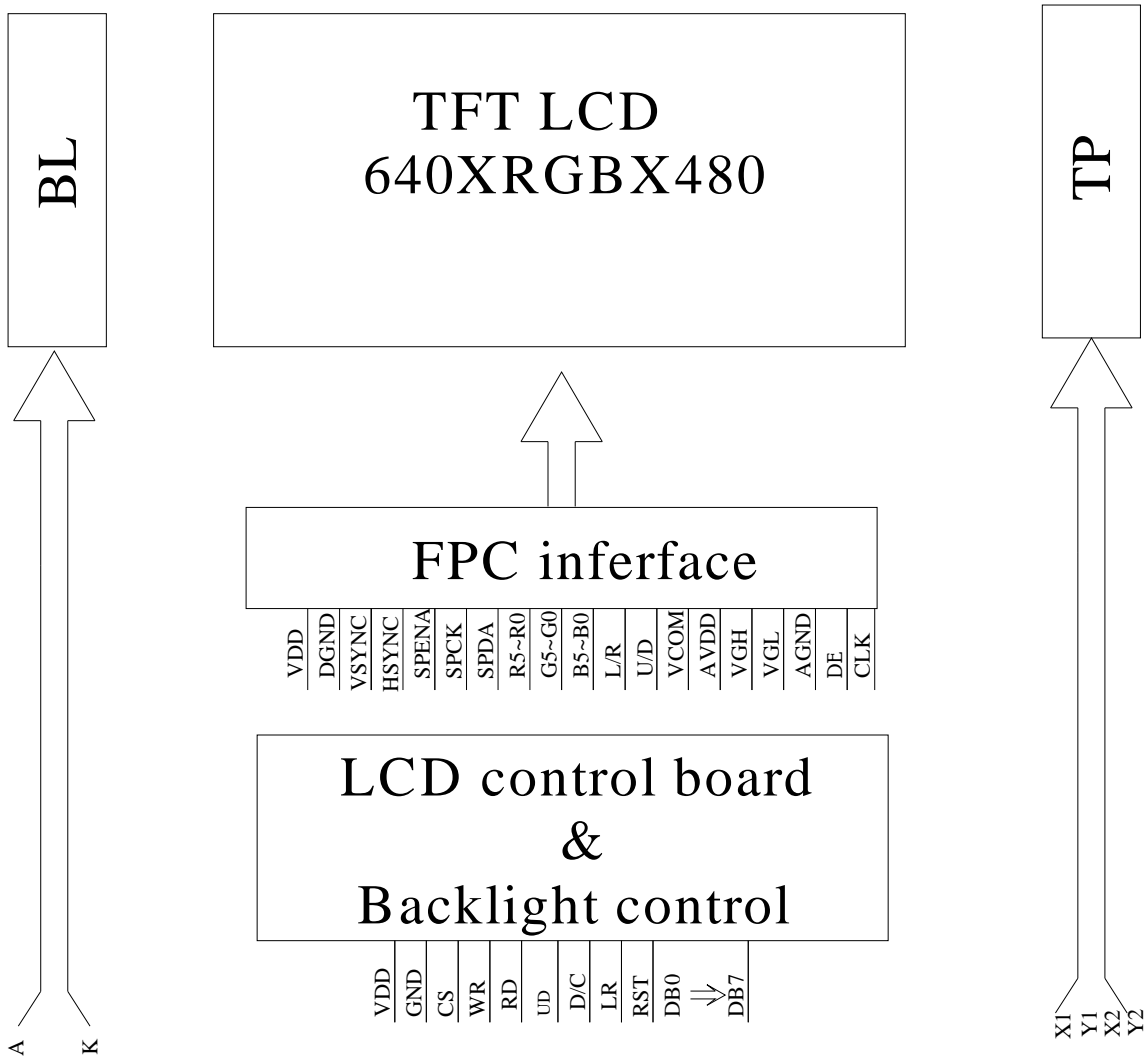 BL
TFT LCD
640XRGBX480
TP
FPC inferface
VDD
DGND
VSYNC
HSYNC
SPENA
SPCK
SPDA
R5~R0
G5~G0
B5~B0
L/R
U/D
VCOM
AVDD
VGH
VGL
AGND
DE
CLK
LCD control board
&
Backlight control
VDD
GND
CS
WR
RD
UD
D/C
LR
RST
DB0
DB7
A
K
X1
Y1
X2
Y2